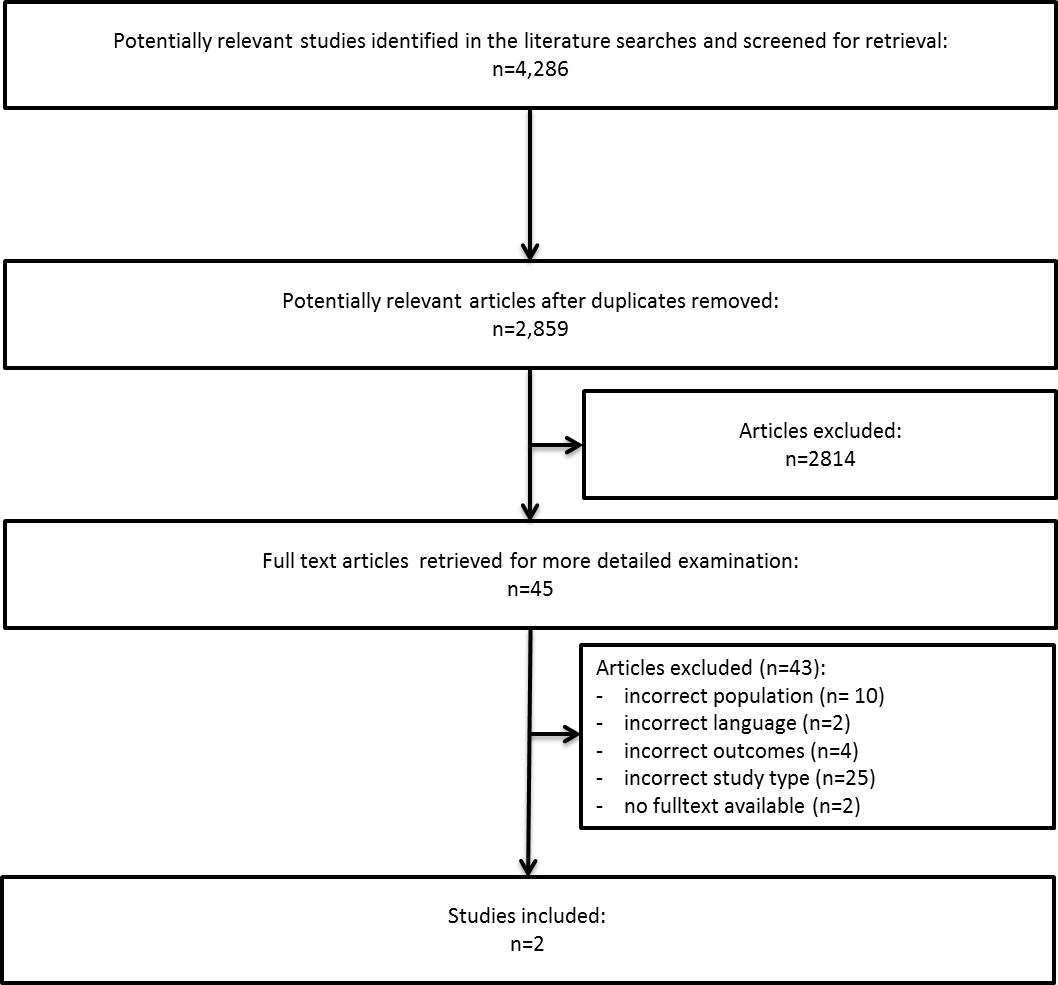 Potentially relevant studies identified in the literature searches and screened for retrieval:
n=4,286
Potentially relevant articles after duplicates removed:
n=2,859
Articles excluded:
n=2814
Full text articles  retrieved for more detailed examination:
n=45
Articles excluded (n=43):
- incorrect population (n= 10)
- incorrect language (n=2)
- incorrect outcomes (n=4)
- incorrect study type (n=25)
- no fulltext available (n=2)
Studies included:
n=2